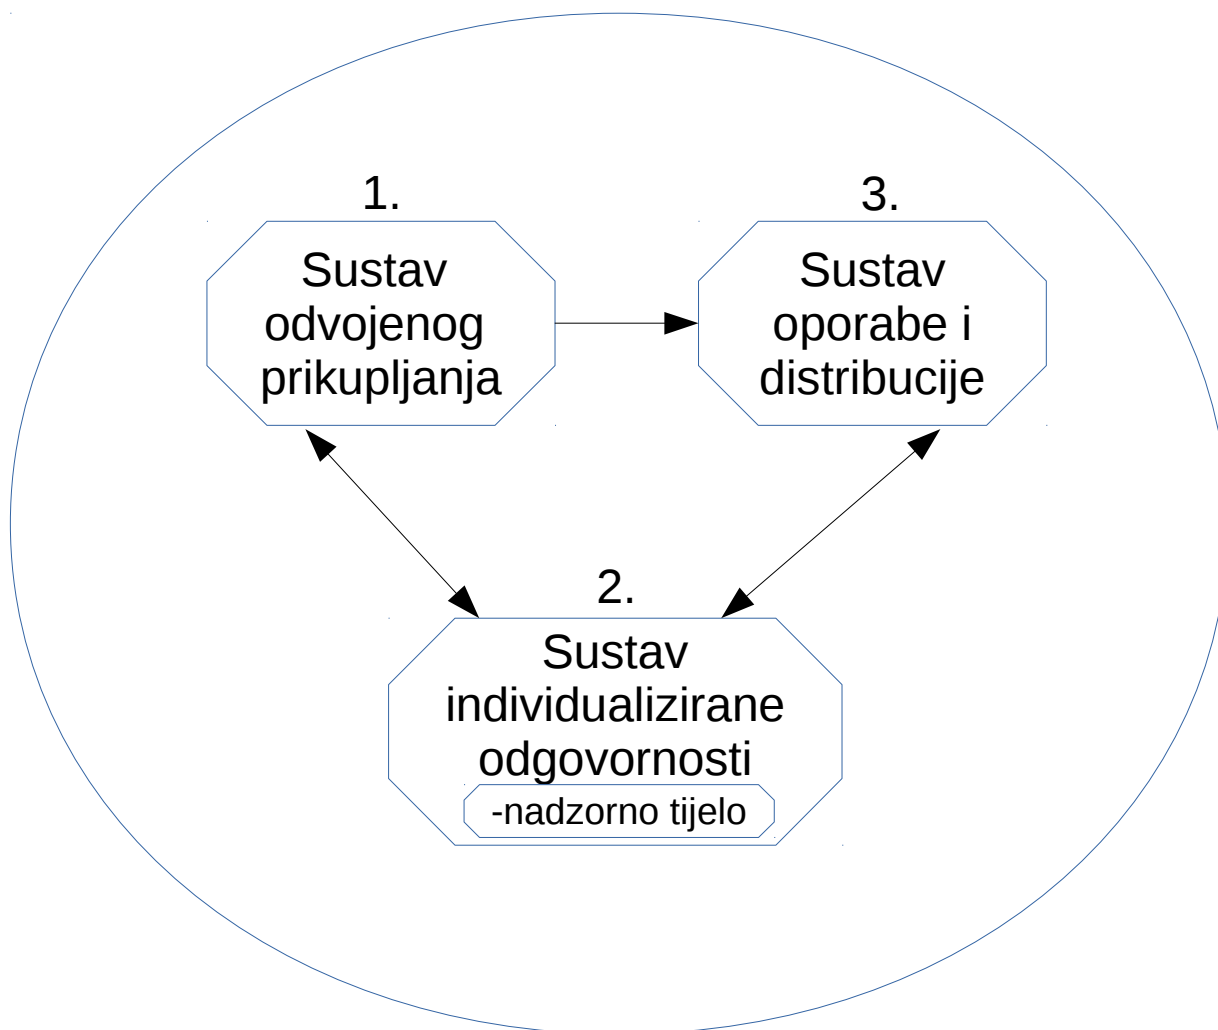 1.
Sustav
odvojenog
prikupljanja
3.
Sustav
oporabe i
distribucije
2.
Sustav
individualizirane
odgovornosti
-nadzorno tijelo